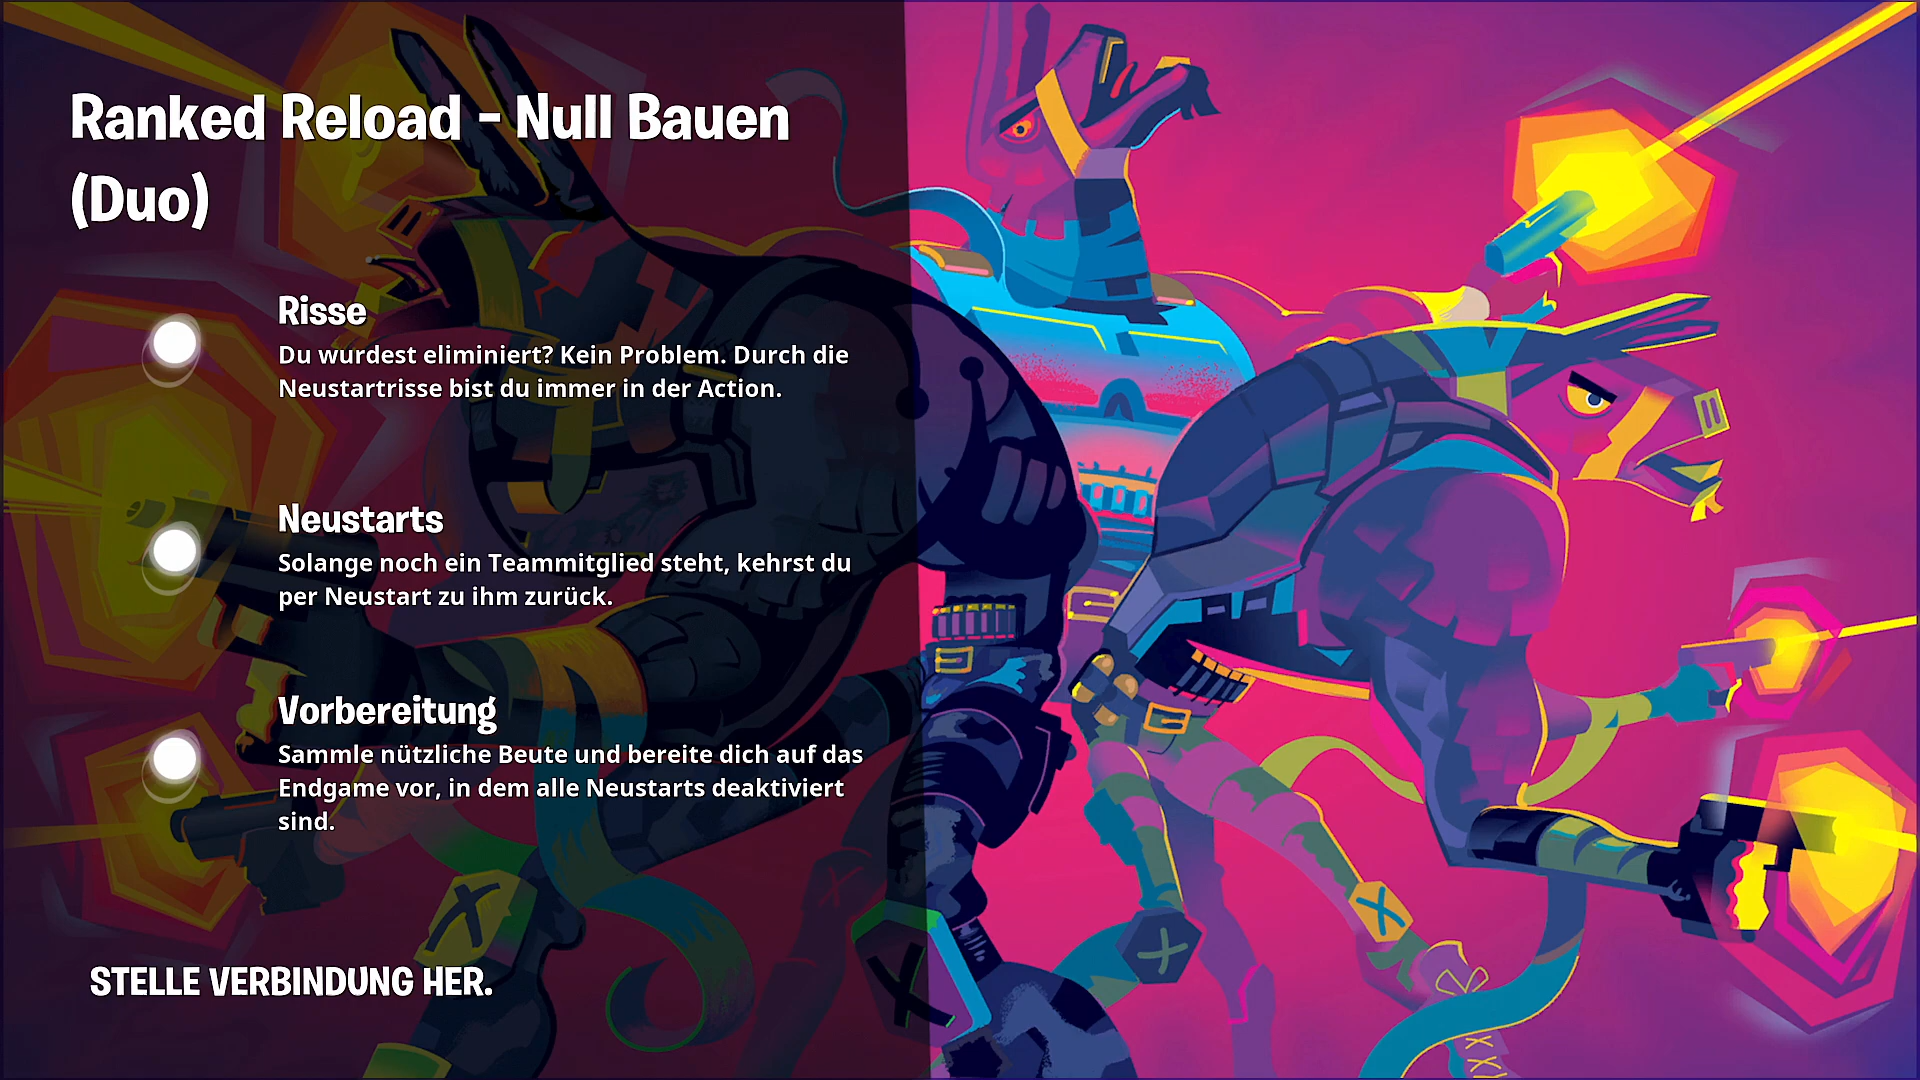 Ranked Reload - Null Bauen
(Duo)
Risse
Du wurdest eliminiert? Kein Problem. Durch die
Neustartrisse bist du immer in der Action.
Neustarts
Solange noch ein Teammitglied steht, kehrst du
per Neustart zu ihm zurück.
Vorbereitung
Sammle nützliche Beute und bereite dich auf das
Endgame vor, in dem alle Neustarts deaktiviert
sind.
STELLE VERBINDUNG HER.